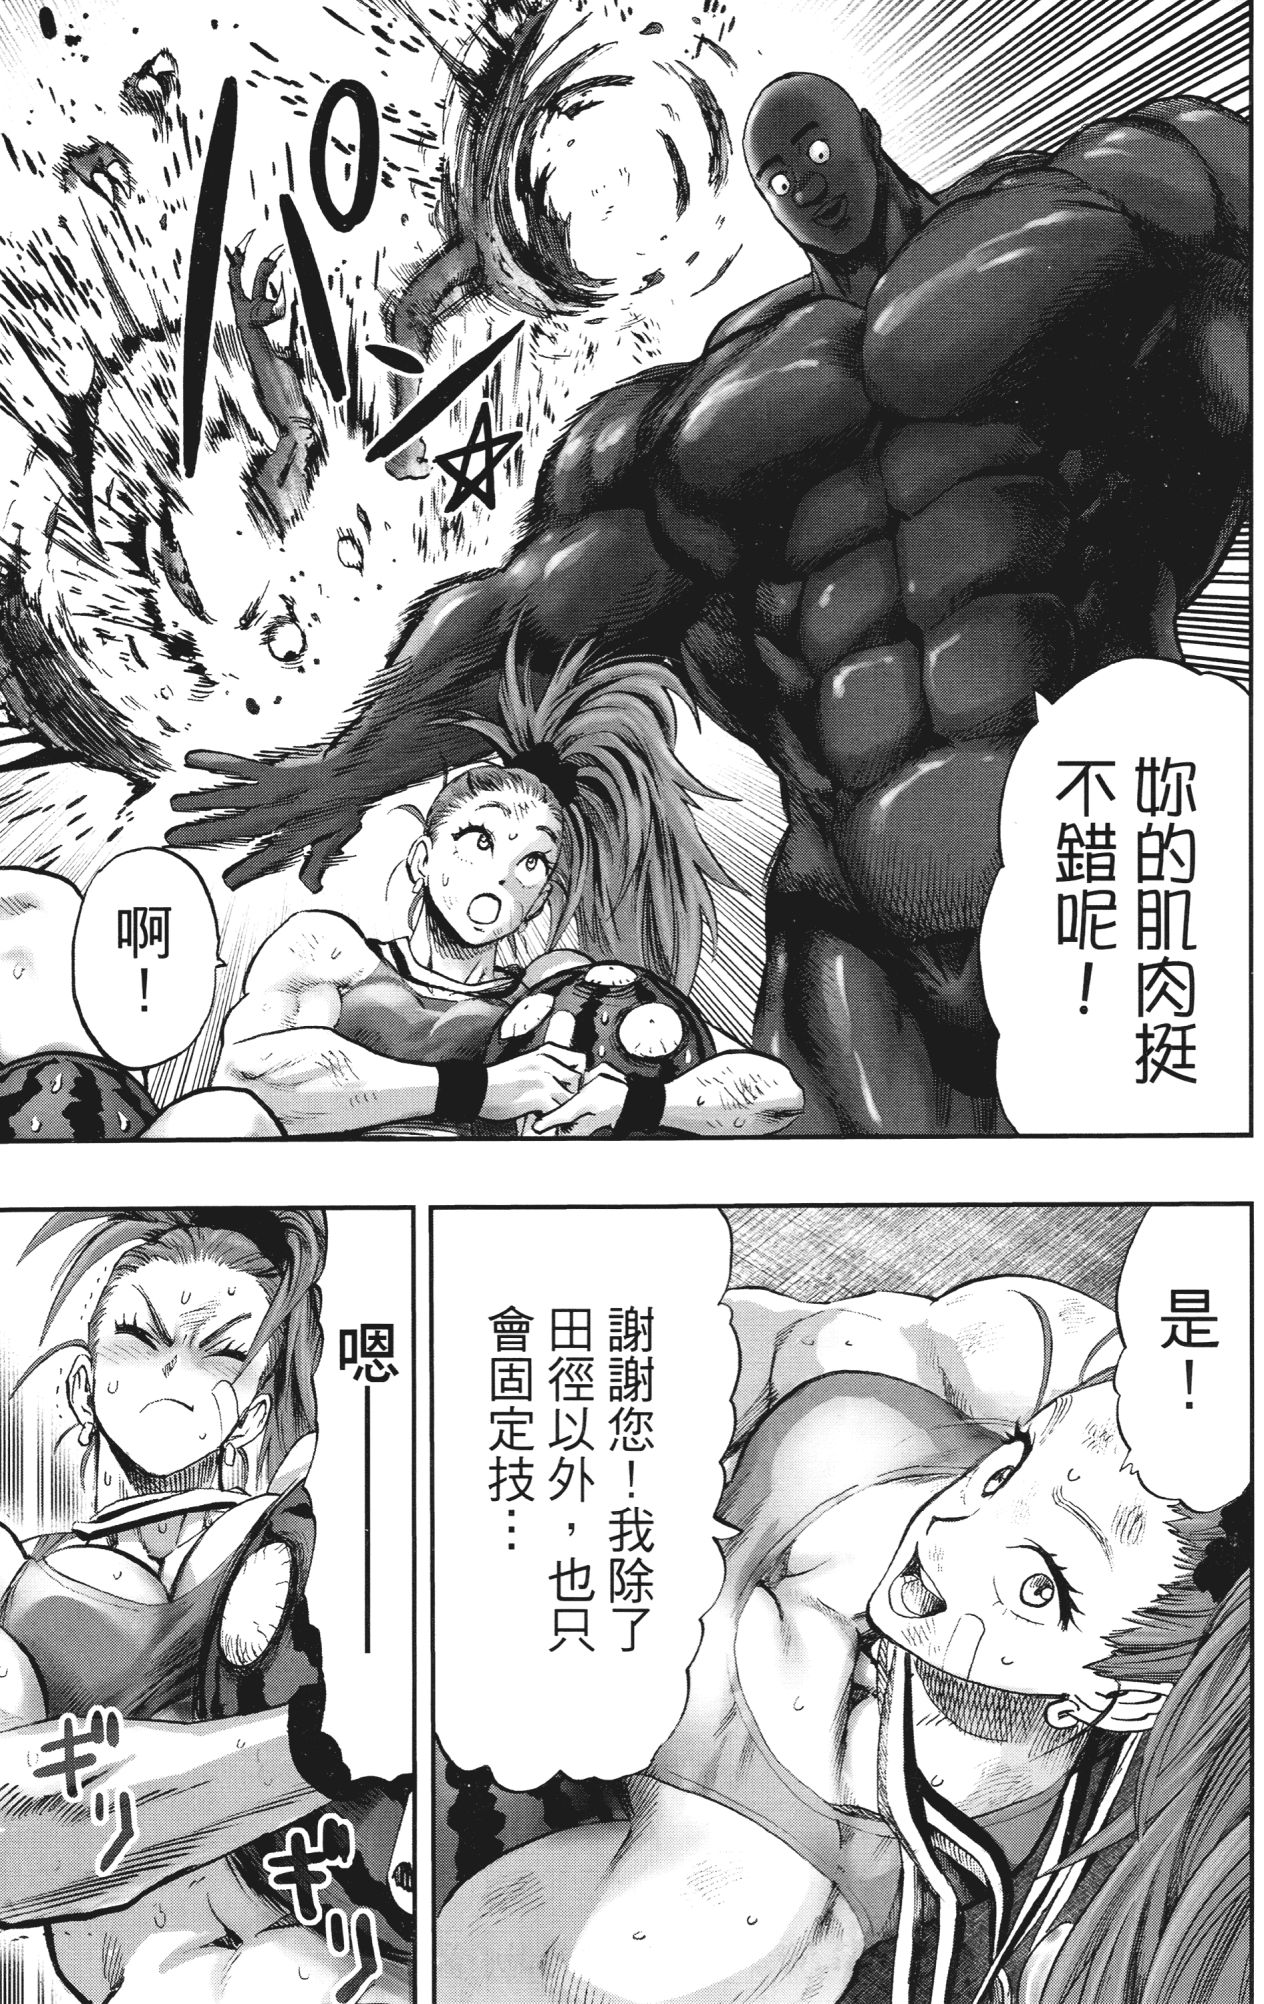 妳的肌肉挺
不錯呢！
パン☆
啊！
是！
謝謝您！我除了
田徑以外，也只
會固定技…
嗯——
ギリ
ギリ